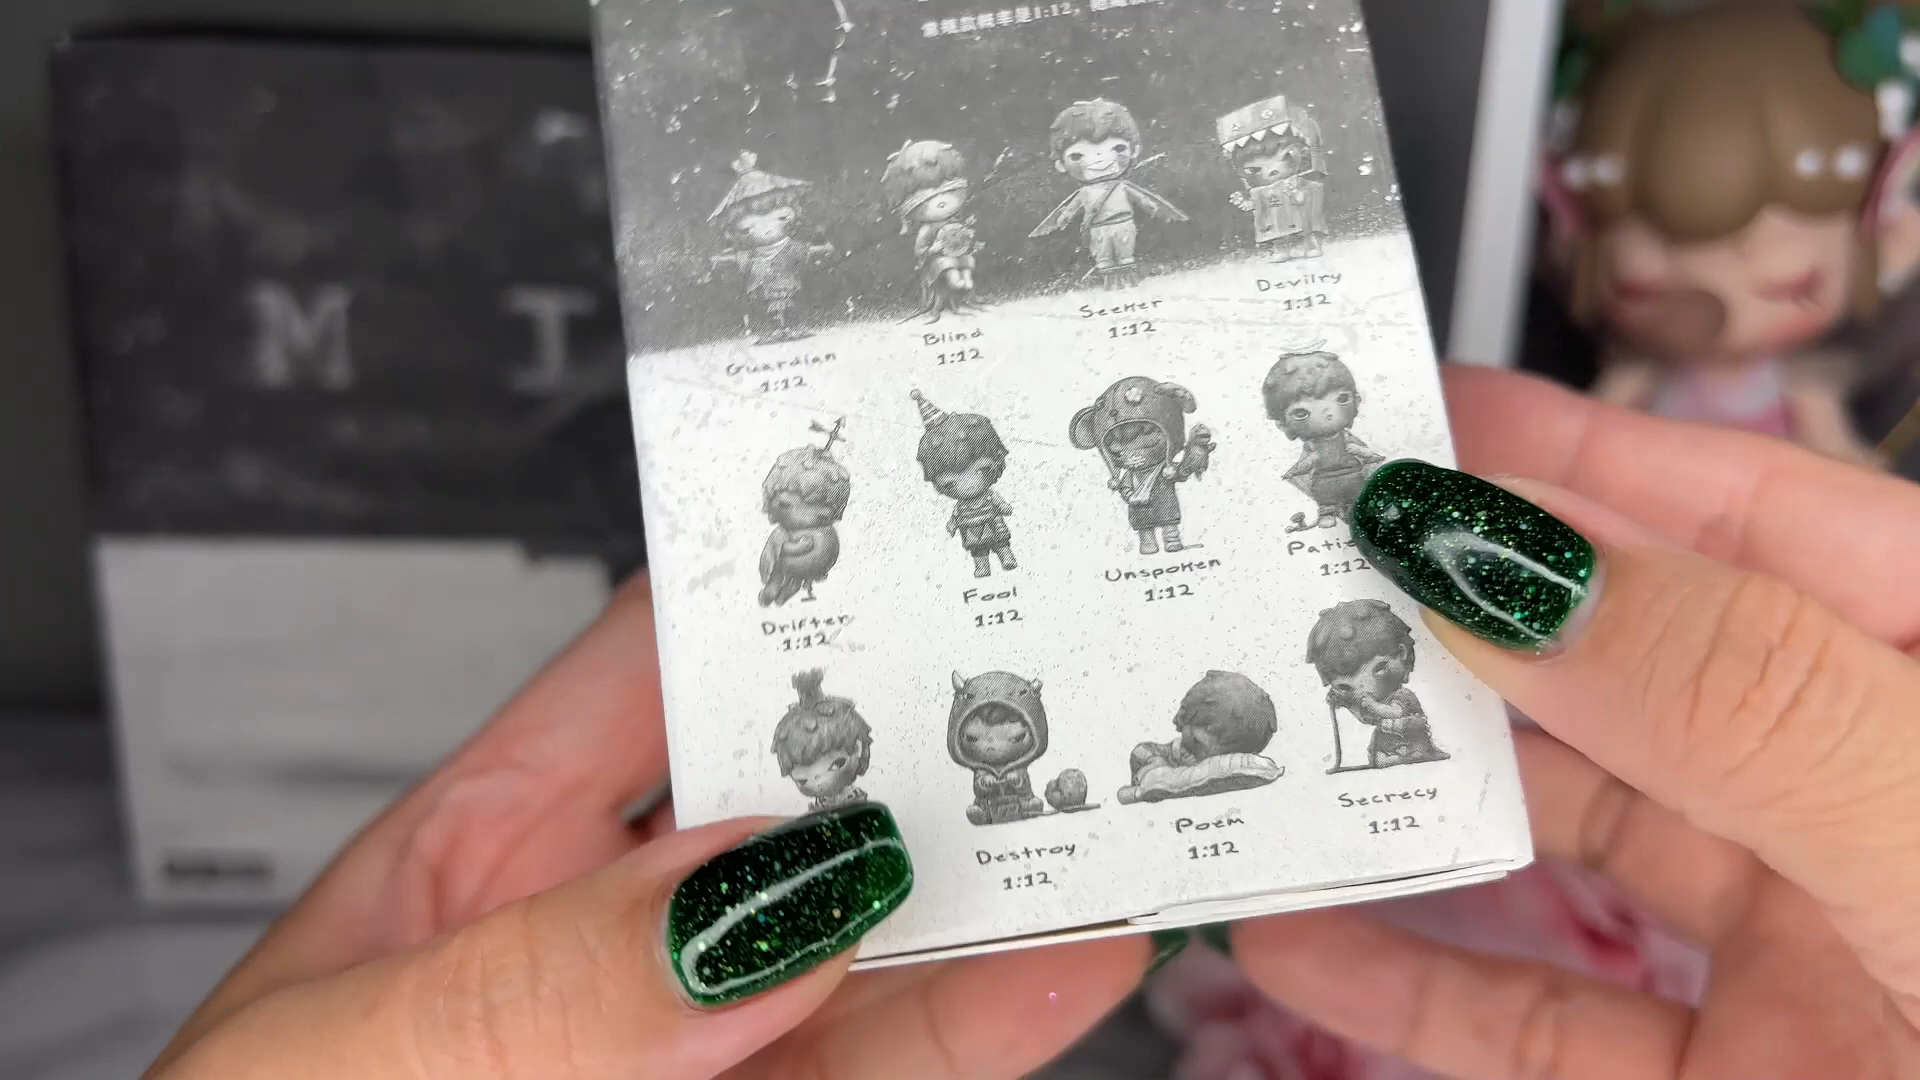 常规款概率是1:12,
Devilry
1:12
Seeker
1:12
Blind
1:12
Guardian
1:12
M I
Patie
1:12
Unspoken
1:12
Fool
1:12
Drifter
1:12
Secrecy
1:12
Poem
1:12
Destroy
1:12